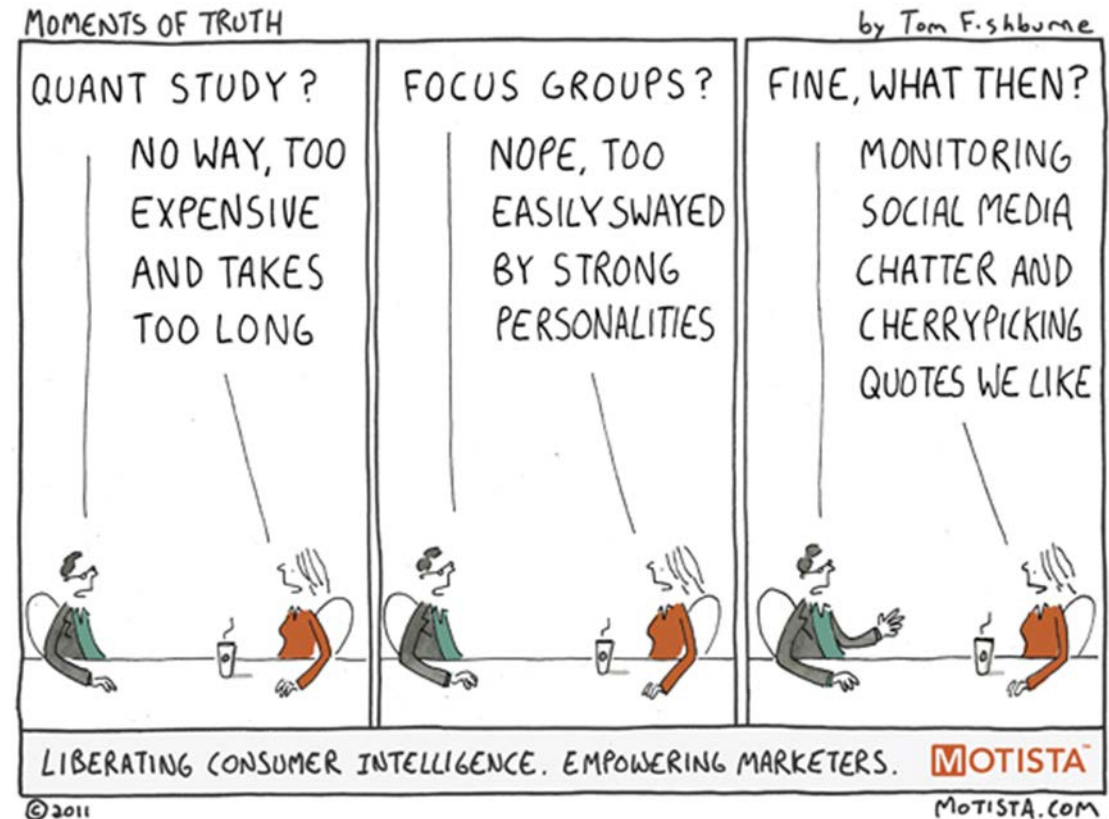 MOMENTS OF TRUTH
by Tom Fishburne
QUANT STUDY?
NO WAY, TOO
EXPENSIVE
AND TAKES
TOO LONG
FOCUS GROUPS?
NOPE, TOO
EASILY SWAYED
BY STRONG
PERSONALITIES
FINE, WHAT THEN?
MONITORING
SOCIAL MEDIA
CHATTER AND
CHERRYPICKING
QUOTES WE LIKE
LIBERATING CONSUMER INTELLIGENCE. EMPOWERING MARKETERS.
MOTISTA™
©2011
MOTISTA.COM